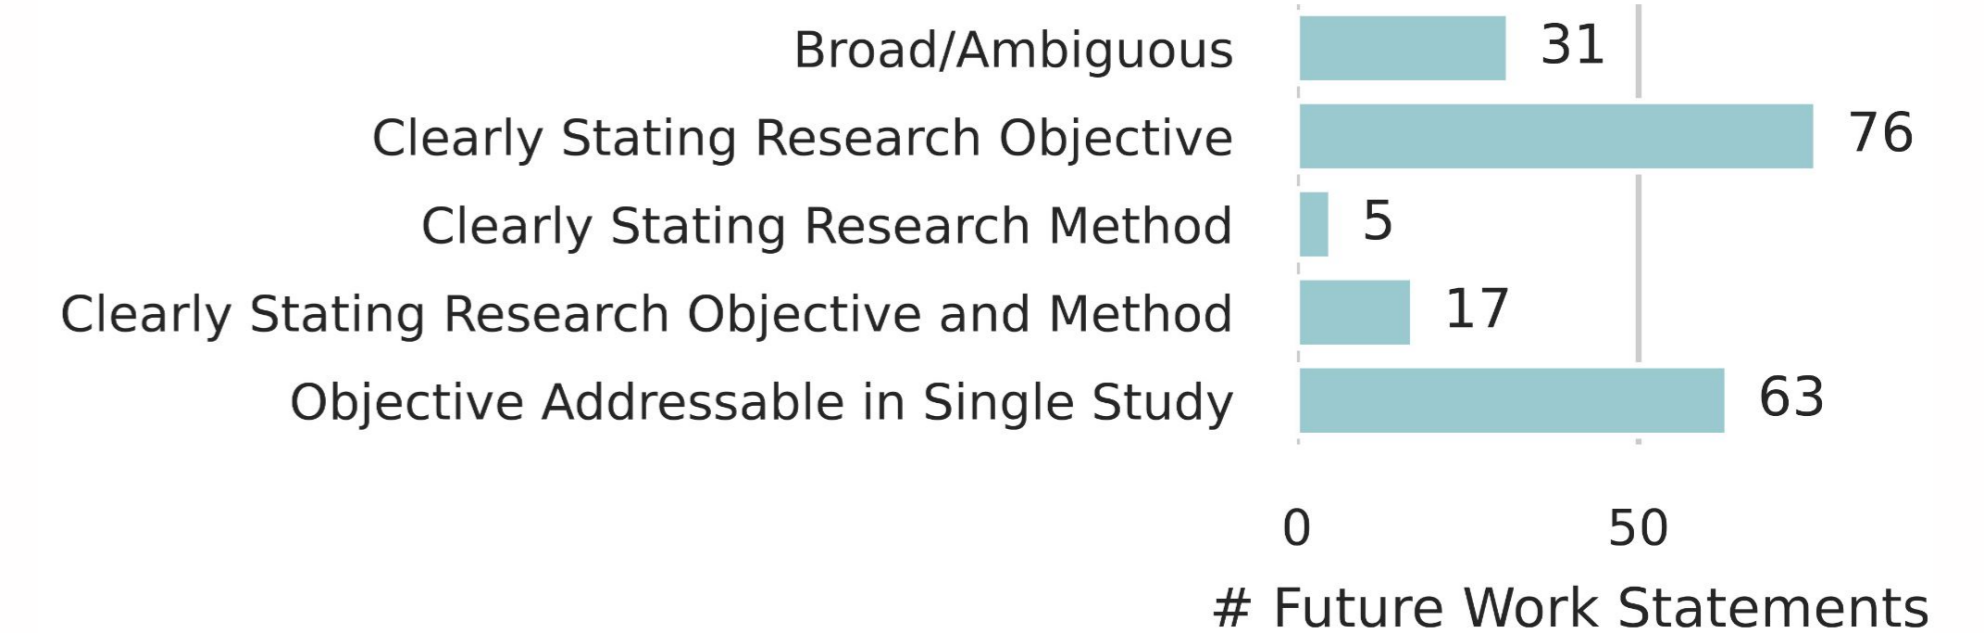 Broad/Ambiguous 31
Clearly Stating Research Objective 76
Clearly Stating Research Method 5
Clearly Stating Research Objective and Method 17
Objective Addressable in Single Study 63
0 50
# Future Work Statements